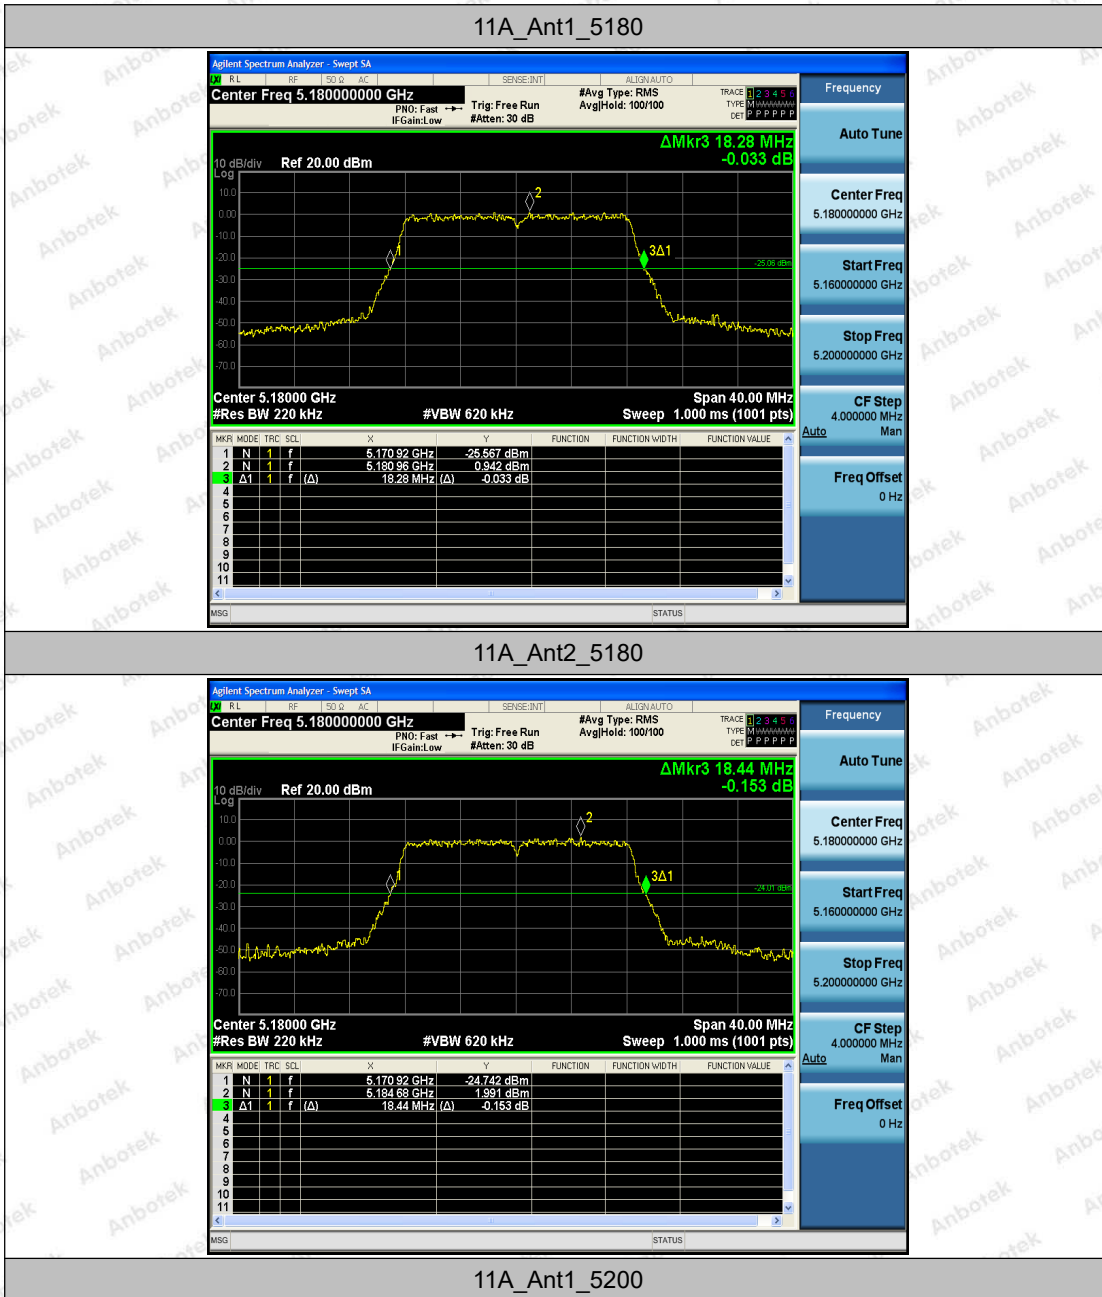 11A_Ant1_5180
Agilent Spectrum Analyzer - Swept SA
RL RF 50 Ω AC SENSE:INT ALIGNAUTO
Center Freq 5.180000000 GHz
PNO: Fast
IFGain:Low
Trig: Free Run
#Atten: 30 dB
#Avg Type: RMS
Avg|Hold: 100/100
TRACE 1 2 3 4 5 6
TYPE M
DET P P P P P P
ΔMkr3 18.28 MHz
-0.033 dB
10 dB/div
Log
Ref 20.00 dBm
10.0
0.00
-10.0
-20.0
-30.0
-40.0
-50.0
-60.0
-70.0
1
2
3Δ1
-25.06 dBm
Center 5.18000 GHz
Span 40.00 MHz
#Res BW 220 kHz
#VBW 620 kHz
Sweep 1.000 ms (1001 pts)
MKR MODE TRC SCL X Y FUNCTION FUNCTION WIDTH FUNCTION VALUE
1 N 1 f 5.170 92 GHz -25.567 dBm
2 N 1 f 5.180 96 GHz 0.942 dBm
3 Δ1 1 f (Δ) 18.28 MHz (Δ) -0.033 dB
4
5
6
7
8
9
10
11
MSG STATUS
Frequency
Auto Tune
Center Freq
5.180000000 GHz
Start Freq
5.160000000 GHz
Stop Freq
5.200000000 GHz
CF Step
4.000000 MHz
Auto Man
Freq Offset
0 Hz
11A_Ant2_5180
Agilent Spectrum Analyzer - Swept SA
RL RF 50 Ω AC SENSE:INT ALIGNAUTO
Center Freq 5.180000000 GHz
PNO: Fast
IFGain:Low
Trig: Free Run
#Atten: 30 dB
#Avg Type: RMS
Avg|Hold: 100/100
TRACE 1 2 3 4 5 6
TYPE M
DET P P P P P P
ΔMkr3 18.44 MHz
-0.153 dB
10 dB/div
Log
Ref 20.00 dBm
10.0
0.00
-10.0
-20.0
-30.0
-40.0
-50.0
-60.0
-70.0
2
3Δ1
-24.01 dBm
Center 5.18000 GHz
Span 40.00 MHz
#Res BW 220 kHz
#VBW 620 kHz
Sweep 1.000 ms (1001 pts)
MKR MODE TRC SCL X Y FUNCTION FUNCTION WIDTH FUNCTION VALUE
1 N 1 f 5.170 92 GHz -24.742 dBm
2 N 1 f 5.184 68 GHz 1.991 dBm
3 Δ1 1 f (Δ) 18.44 MHz (Δ) -0.153 dB
4
5
6
7
8
9
10
11
MSG STATUS
Frequency
Auto Tune
Center Freq
5.180000000 GHz
Start Freq
5.160000000 GHz
Stop Freq
5.200000000 GHz
CF Step
4.000000 MHz
Auto Man
Freq Offset
0 Hz
11A_Ant1_5200